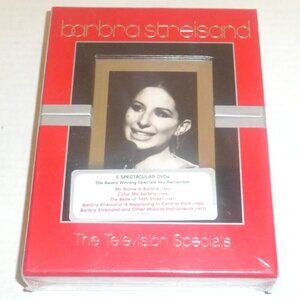 barbra streisand
5 SPECTACULAR DVDs
The Award Winning Specials You Remember
My Name is Barbra (1965)
Color Me Barbra (1966)
The Belle of 14th Street (1967)
Barbra Streisand: A Happening in Central Park (1968)
Barbra Streisand and Other Musical Instruments (1973)
The Television Specials